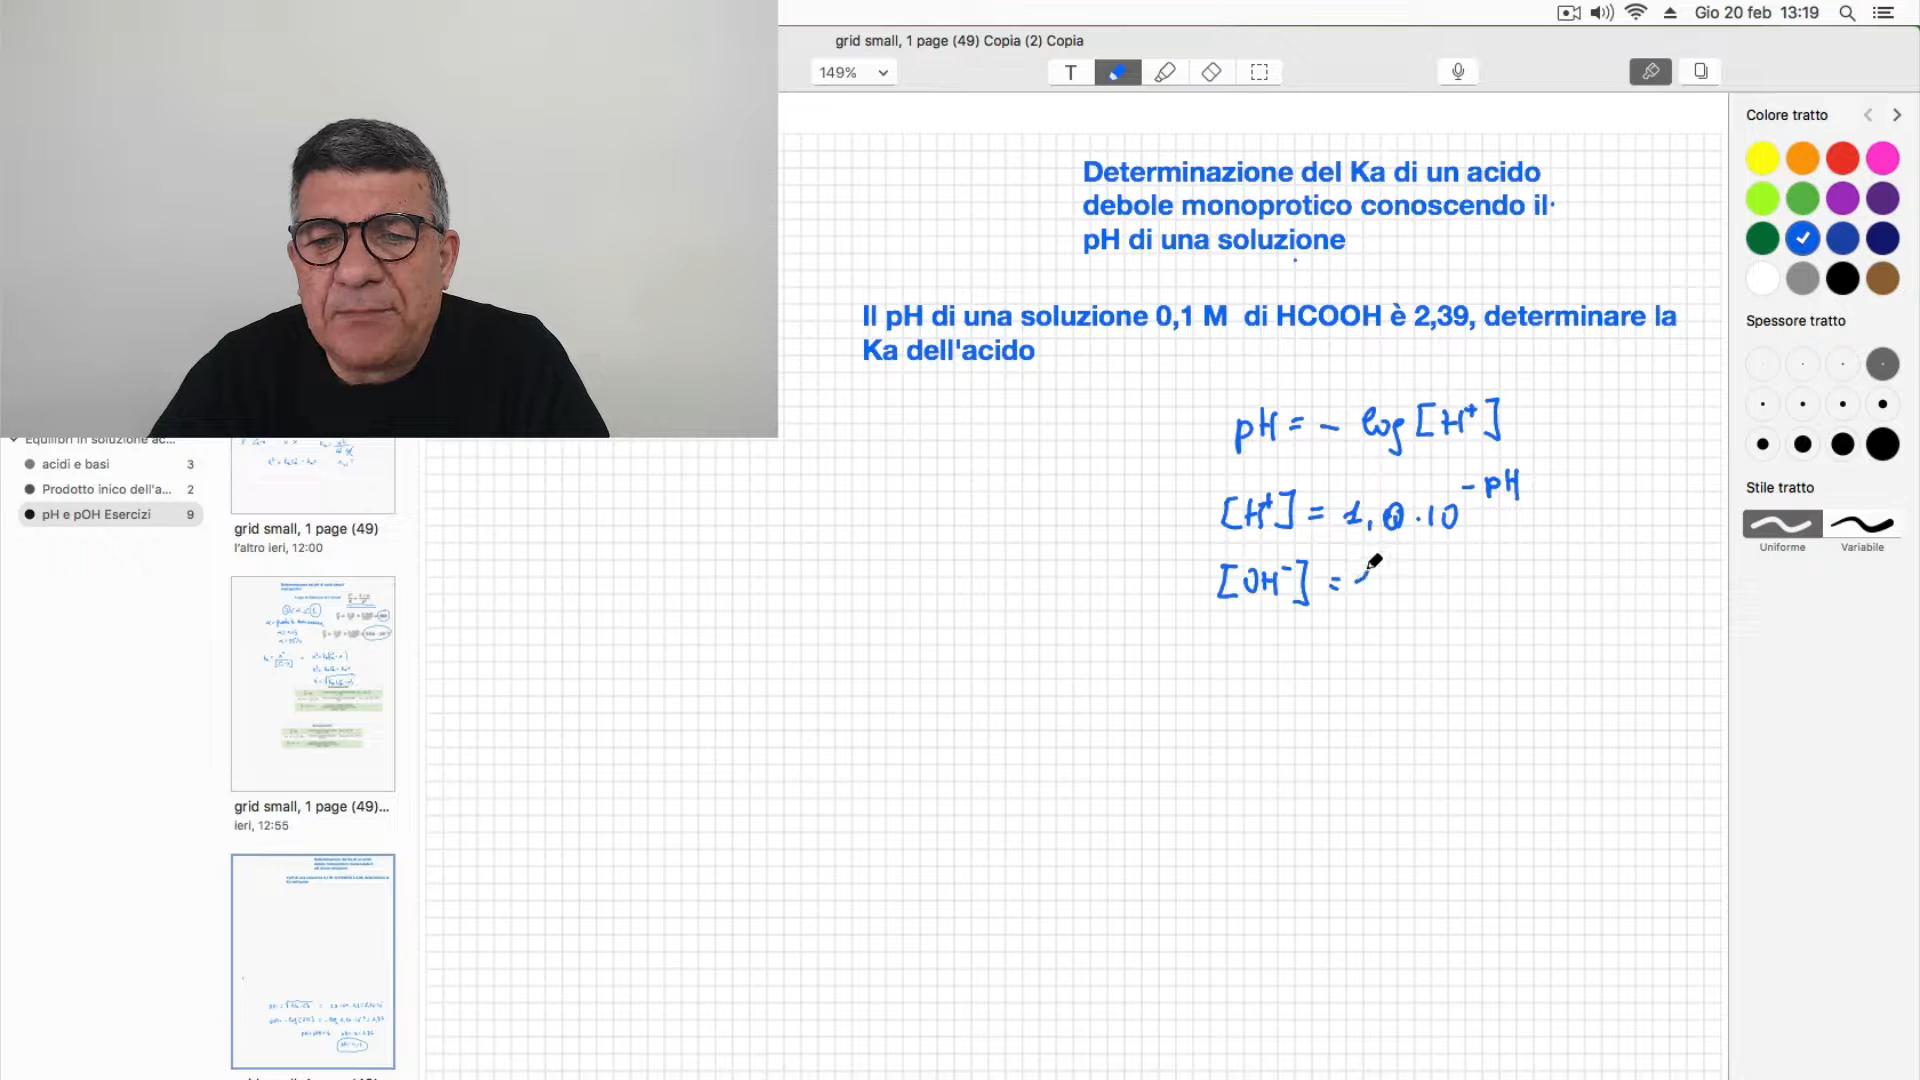 Gio 20 feb 13:19
grid small, 1 page (49) Copia (2) Copia
149%
T
Colore tratto
Determinazione del Ka di un acido
debole monoprotico conoscendo il
pH di una soluzione
Il pH di una soluzione 0,1 M di HCOOH è 2,39, determinare la
Ka dell'acido
Spessore tratto
pH = - log [H+]
[H+] = 1,0 · 10 - pH
[OH-] =
Stile tratto
Uniforme Variabile
Equilibri in soluzione ac...
acidi e basi 3
Prodotto inico dell'a... 2
pH e pOH Esercizi 9
grid small, 1 page (49)
l'altro ieri, 12:00
grid small, 1 page (49)...
ieri, 12:55